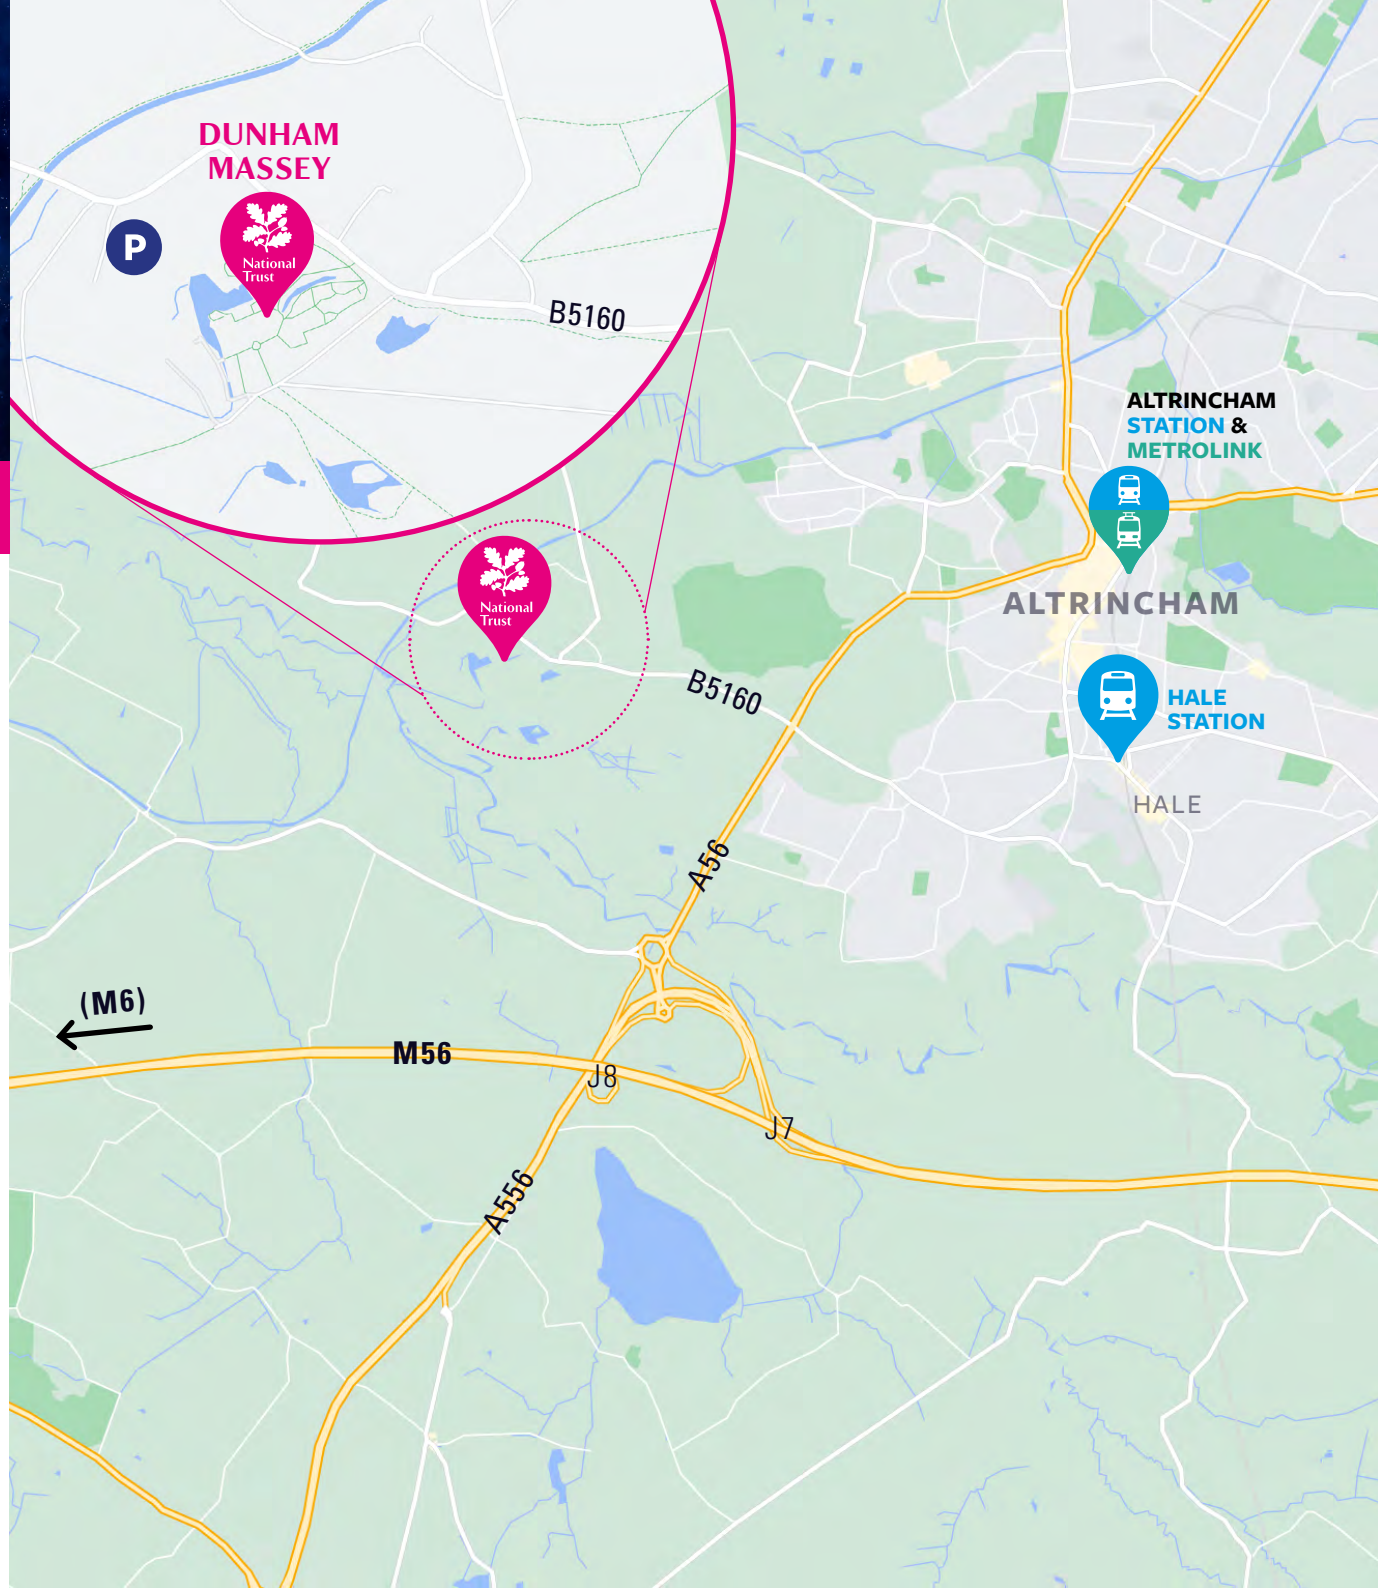 DUNHAM
MASSEY
P
National
Trust
B5160
ALTRINCHAM
STATION &
METROLINK
National
Trust
ALTRINCHAM
B5160
HALE
STATION
HALE
A56
(M6)
M56
J8
J7
A556